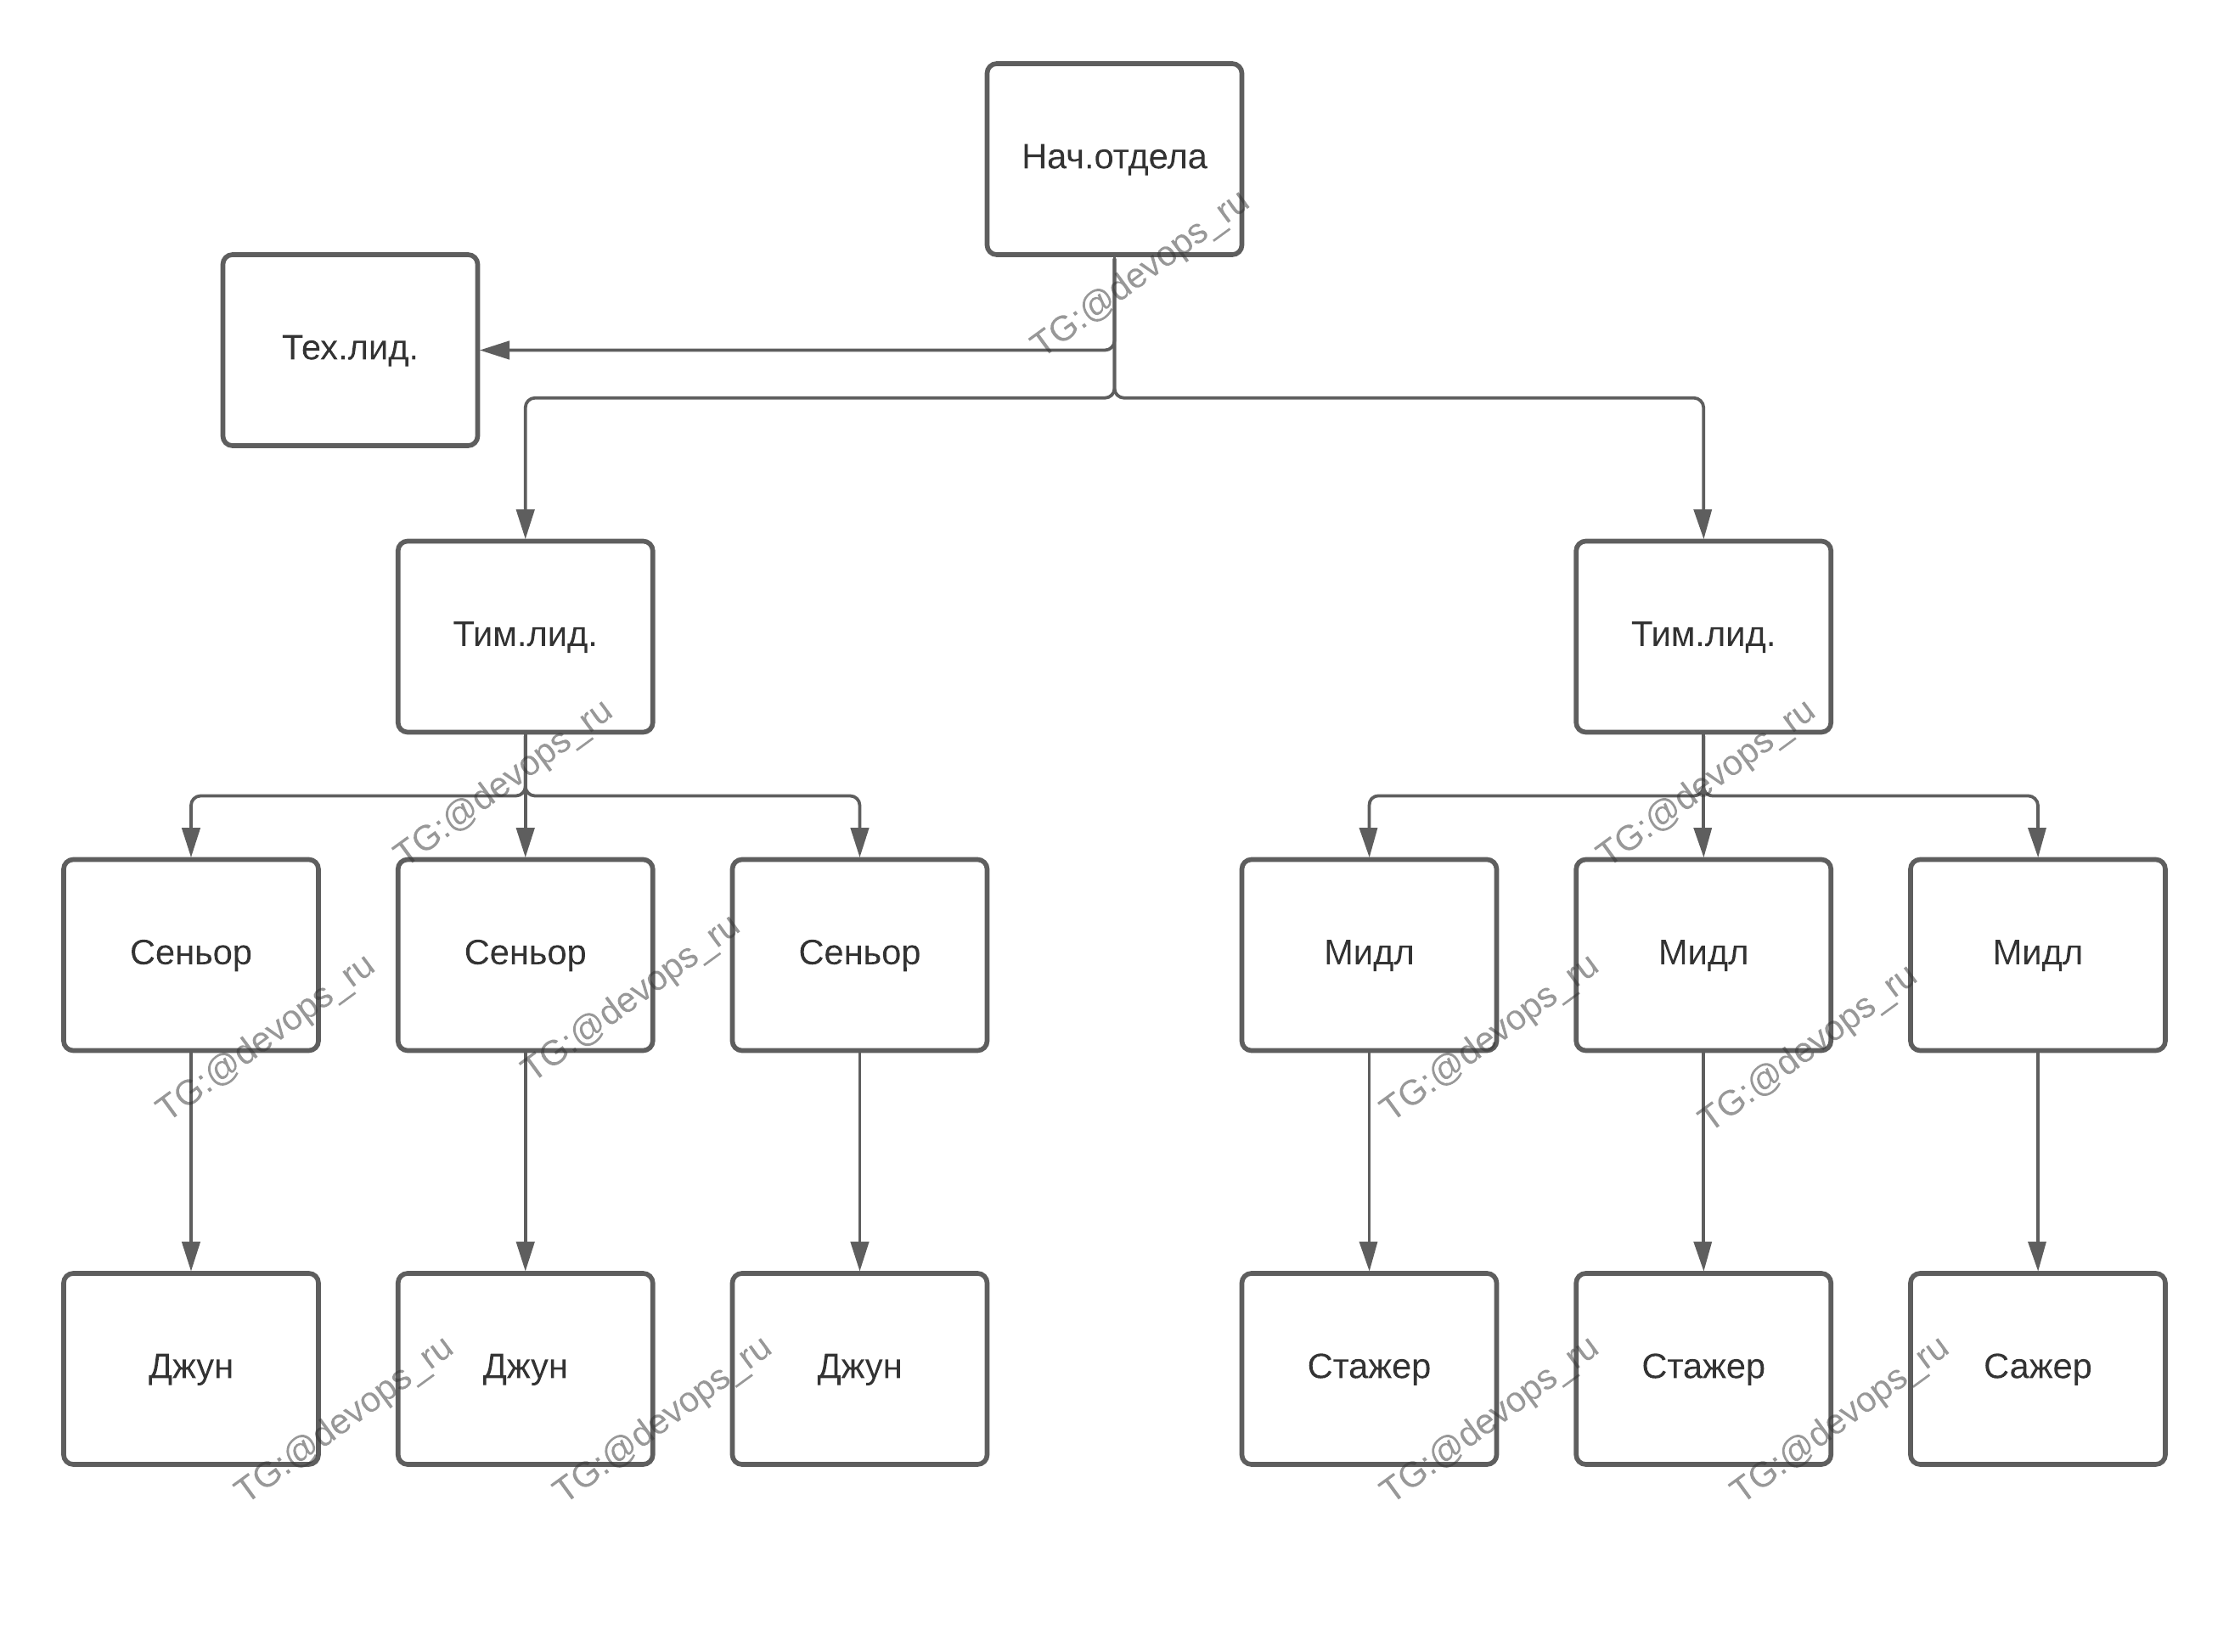 Нач.отдела
TG:@devops_ru
Тех.лид.
Тим.лид.
Тим.лид.
TG:@devops_ru
TG:@devops_ru
Сеньор
Сеньор
Сеньор
Мидл
Мидл
Мидл
TG:@devops_ru
TG:@devops_ru
TG:@devops_ru
TG:@devops_ru
Джун
Джун
Джун
Стажер
Стажер
Сажер
TG:@devops_ru
TG:@devops_ru
TG:@devops_ru
TG:@devops_ru